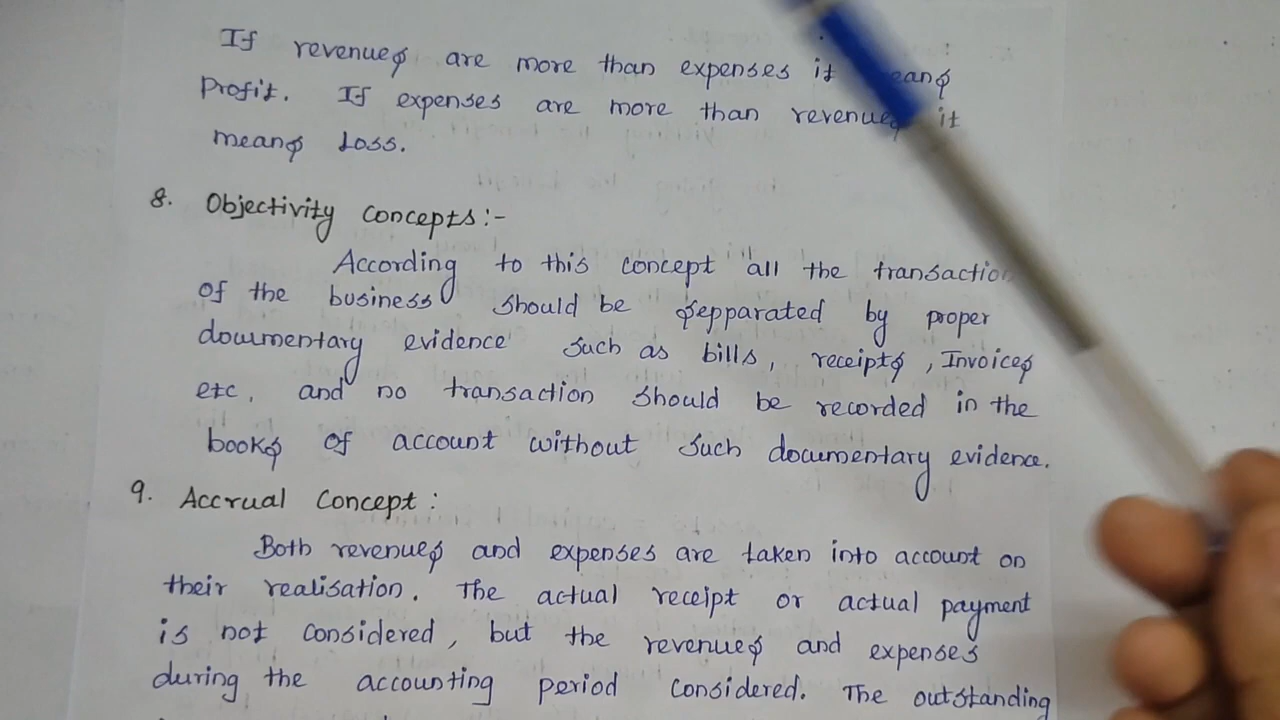 If revenues are more than expenses it means
Profit. If expenses are more than revenues it
means Loss.
8. Objectivity Concepts:-
According to this concept all the transaction
of the business should be sepparated by proper
documentary evidence such as bills, receipts, Invoices
etc, and no transaction should be recorded in the
books of account without such documentary evidence.
9. Accrual Concept:
Both revenues and expenses are taken into account on
their realisation. The actual receipt or actual payment
is not considered, but the revenues and expenses
during the accounting period considered. The outstanding